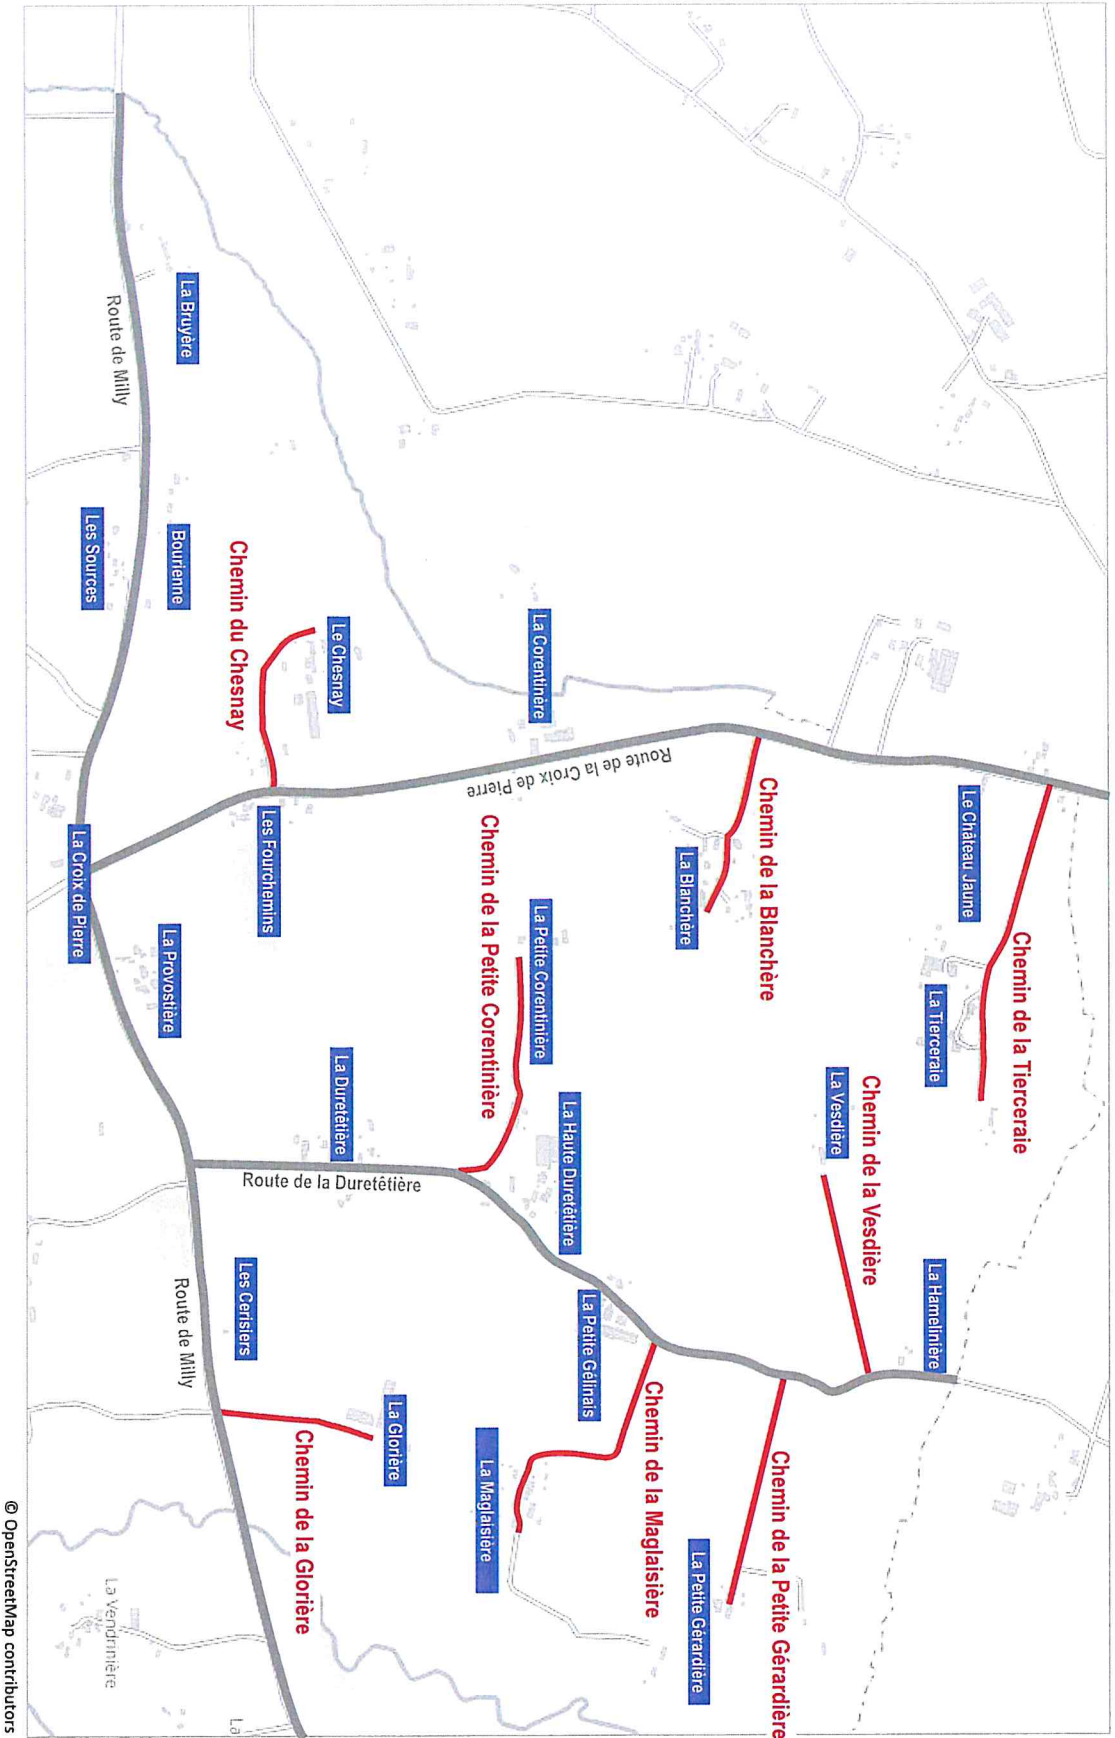 Chemin de la Tierceraie
Le Château Jaune
La Tierceraie
La Hamelinière
Chemin de la Vesdière
La Vesdière
Chemin de la Petite Gérardière
Chemin de la Blanchère
La Petite Gérardière
La Blanchère
Route de la Croix de Pierre
Chemin de la Maglaisière
La Petite Gélinais
La Haute Duretêtière
La Corentinière
La Petite Corentinière
Chemin de la Petite Corentinière
La Maglaisière
La Glorière
Le Chesnay
La Duretêtière
Route de la Duretêtière
Chemin de la Glorière
Les Fourchemins
Les Cerisiers
Chemin du Chesnay
La
La Bruyère
Bourienne
Route de Milly
La Provostière
Route de Milly
La Vendrinière
Les Sources
La Croix de Pierre
© OpenStreetMap contributors